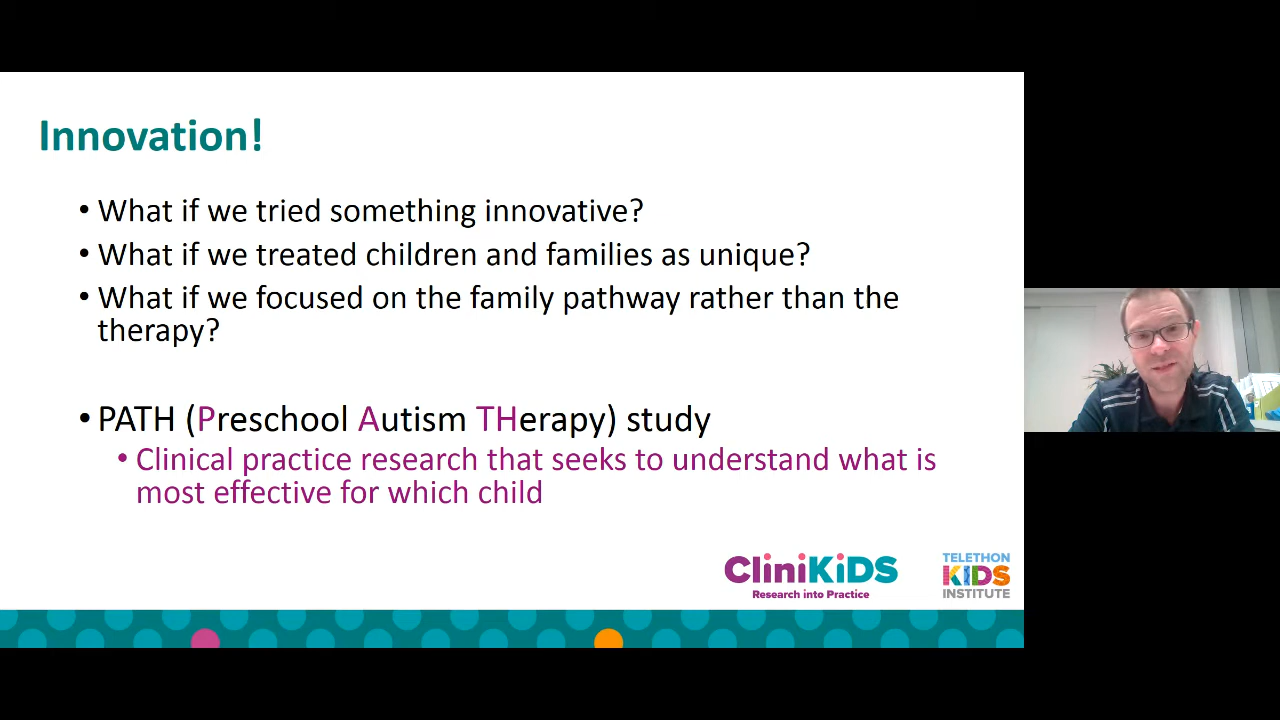 Innovation!
• What if we tried something innovative?
• What if we treated children and families as unique?
• What if we focused on the family pathway rather than the
therapy?
• PATH (Preschool Autism THerapy) study
• Clinical practice research that seeks to understand what is
most effective for which child
CliniKiDS
Research into Practice
TELETHON
KIDS
INSTITUTE